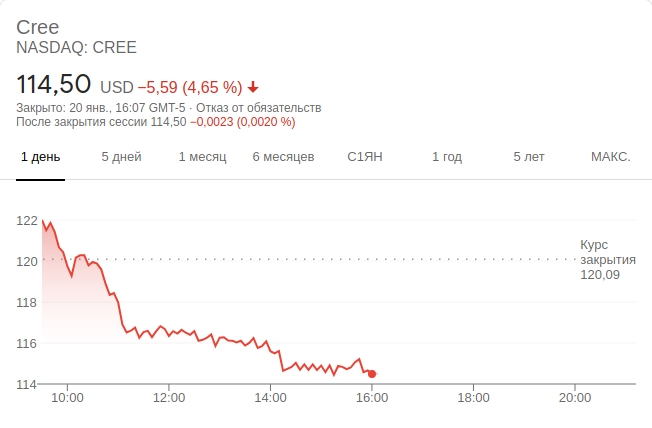 Cree
NASDAQ: CREE
114,50 USD −5,59 (4,65 %)
Закрыто: 20 янв., 16:07 GMT-5 · Отказ от обязательств
После закрытия сессии 114,50 −0,0023 (0,0020 %)
1 день 5 дней 1 месяц 6 месяцев С1ЯН 1 год 5 лет МАКС.
122
Курс
120 закрытия
120,09
118
116
114
10:00 12:00 14:00 16:00 18:00 20:00